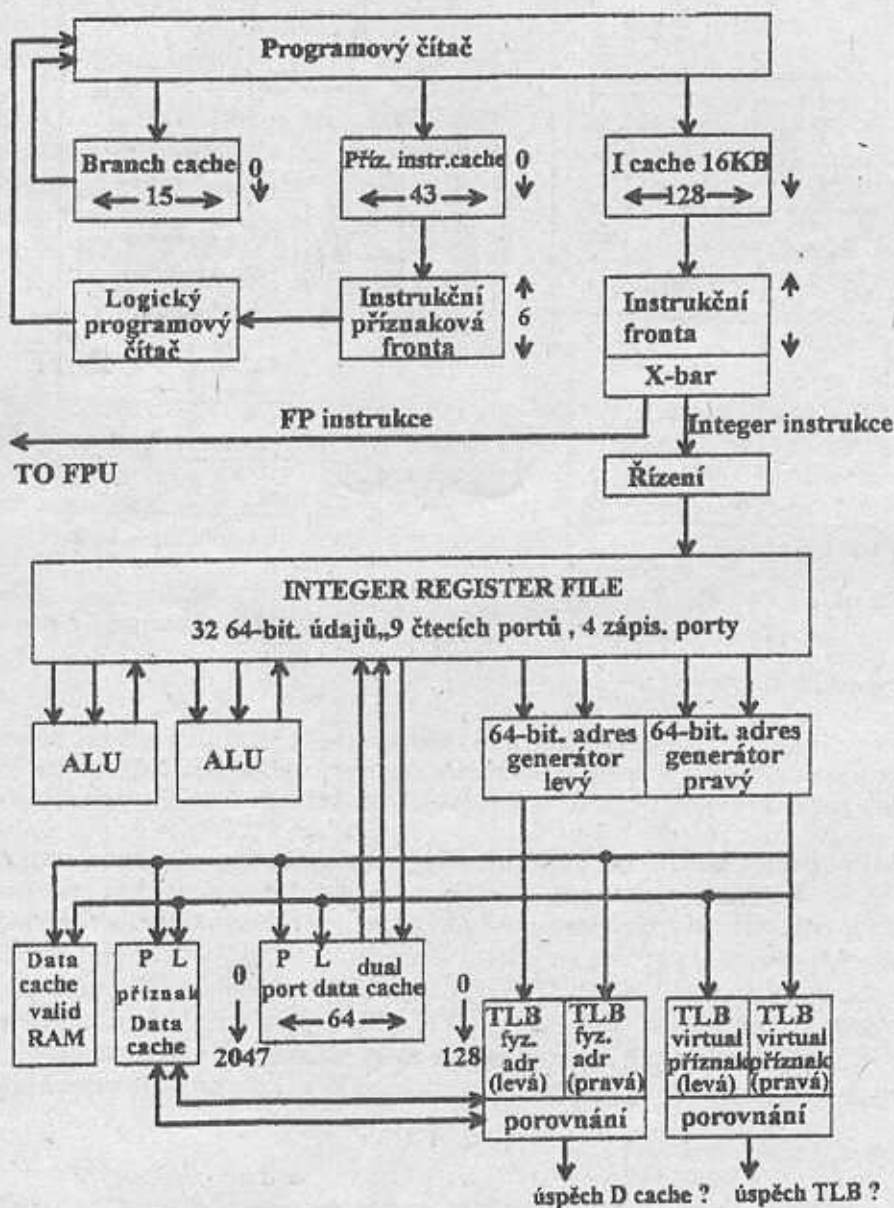 Programový čítač
Branch cache
15
0
Příz. instr.cache
43
0
I cache 16KB
128
Logický
programový
čítač
Instrukční
příznaková
fronta
6
Instrukční
fronta
X-bar
FP instrukce
Integer instrukce
TO FPU
Řízení
INTEGER REGISTER FILE
32 64-bit. údajů,,9 čtecích portů , 4 zápis. porty
ALU
ALU
64-bit. adres
generátor
levý
64-bit. adres
generátor
pravý
Data
cache
valid
RAM
P L
příznak
Data
cache
0
2047
P L dual
port data cache
64
0
128
TLB
fyz.
adr
(levá)
TLB
fyz.
adr
(pravá)
porovnání
TLB
virtual
příznak
(levá)
TLB
virtual
příznak
(pravá)
porovnání
úspěch D cache ?
úspěch TLB ?